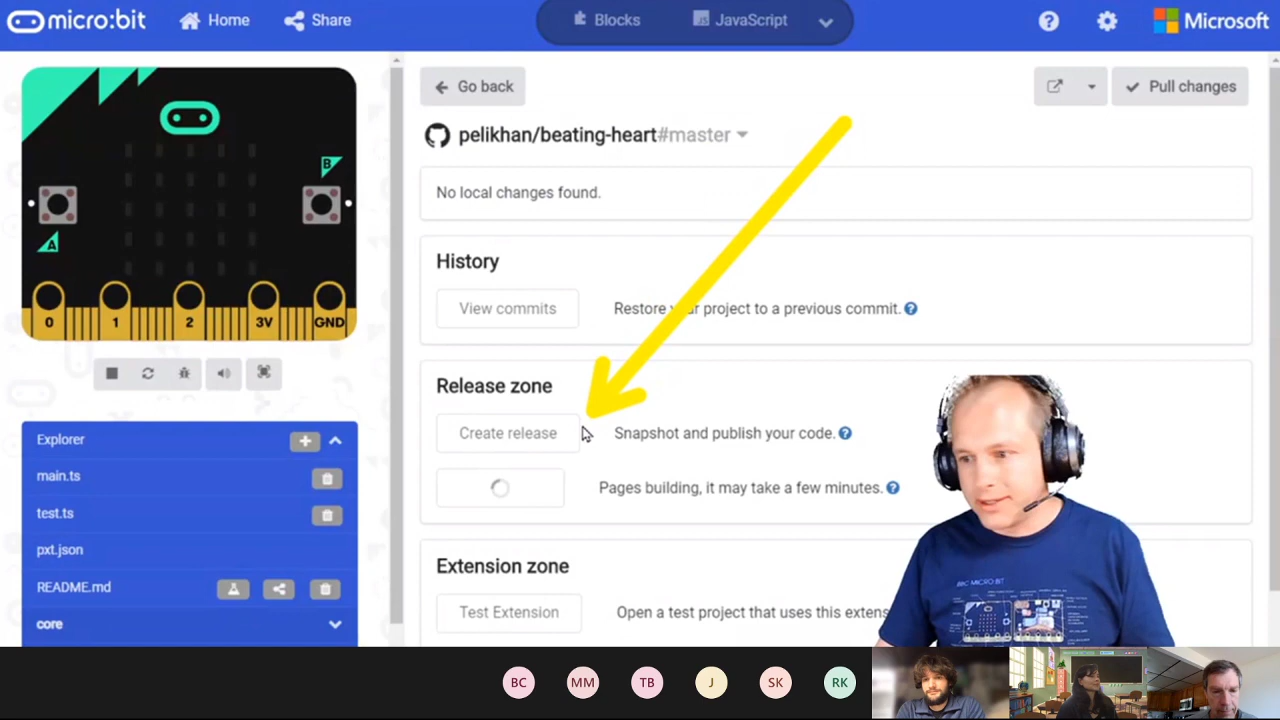 micro:bit
Home
Share
Blocks
JavaScript
Microsoft
Go back
Pull changes
pelikhan/beating-heart#master
No local changes found.
History
View commits
Restore your project to a previous commit.
Release zone
Create release
Snapshot and publish your code.
Pages building, it may take a few minutes.
Extension zone
Test Extension
Open a test project that uses this extens
B
A
0 1 2 3V GND
Explorer
main.ts
test.ts
pxt.json
README.md
core
BBC MICRO:BIT
BC MM TB J SK RK